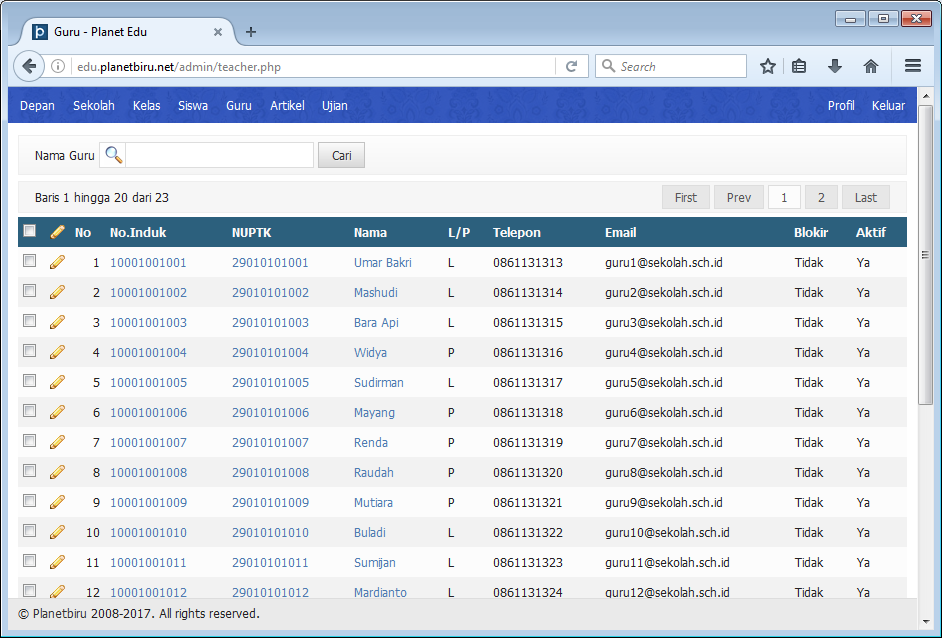 Guru - Planet Edu
edu.planetbiru.net/admin/teacher.php
Search
Depan Sekolah Kelas Siswa Guru Artikel Ujian Profil Keluar
Nama Guru Cari
Baris 1 hingga 20 dari 23 First Prev 1 2 Last
No No.Induk NUPTK Nama L/P Telepon Email Blokir Aktif
1 10001001001 29010101001 Umar Bakri L 0861131313 guru1@sekolah.sch.id Tidak Ya
2 10001001002 29010101002 Mashudi L 0861131314 guru2@sekolah.sch.id Tidak Ya
3 10001001003 29010101003 Bara Api L 0861131315 guru3@sekolah.sch.id Tidak Ya
4 10001001004 29010101004 Widya P 0861131316 guru4@sekolah.sch.id Tidak Ya
5 10001001005 29010101005 Sudirman L 0861131317 guru5@sekolah.sch.id Tidak Ya
6 10001001006 29010101006 Mayang P 0861131318 guru6@sekolah.sch.id Tidak Ya
7 10001001007 29010101007 Renda P 0861131319 guru7@sekolah.sch.id Tidak Ya
8 10001001008 29010101008 Raudah P 0861131320 guru8@sekolah.sch.id Tidak Ya
9 10001001009 29010101009 Mutiara P 0861131321 guru9@sekolah.sch.id Tidak Ya
10 10001001010 29010101010 Buladi L 0861131322 guru10@sekolah.sch.id Tidak Ya
11 10001001011 29010101011 Sumijan L 0861131323 guru11@sekolah.sch.id Tidak Ya
12 10001001012 29010101012 Mardianto L 0861131324 guru12@sekolah.sch.id Tidak Ya
© Planetbiru 2008-2017. All rights reserved.